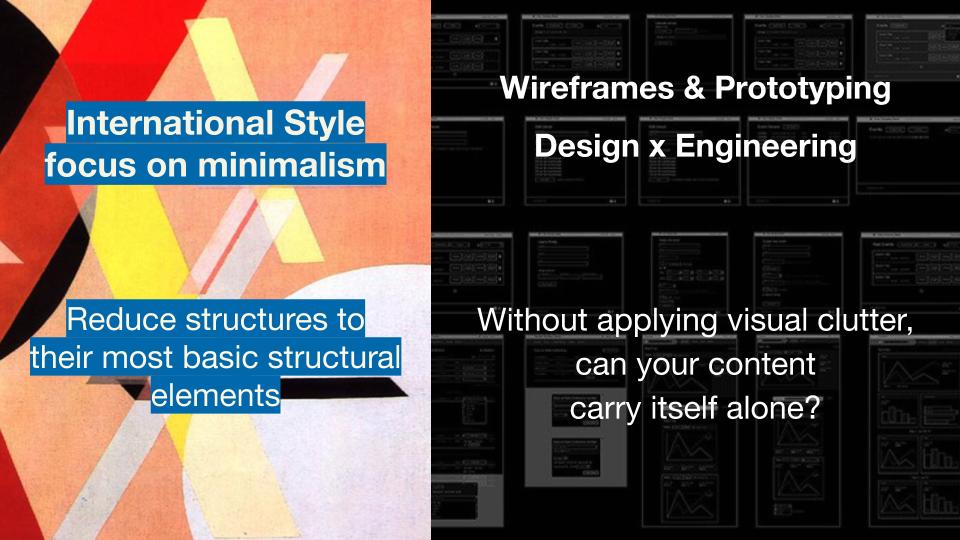 International Style
focus on minimalism
Reduce structures to
their most basic structural
elements
Wireframes & Prototyping
Design x Engineering
Without applying visual clutter,
can your content
carry itself alone?